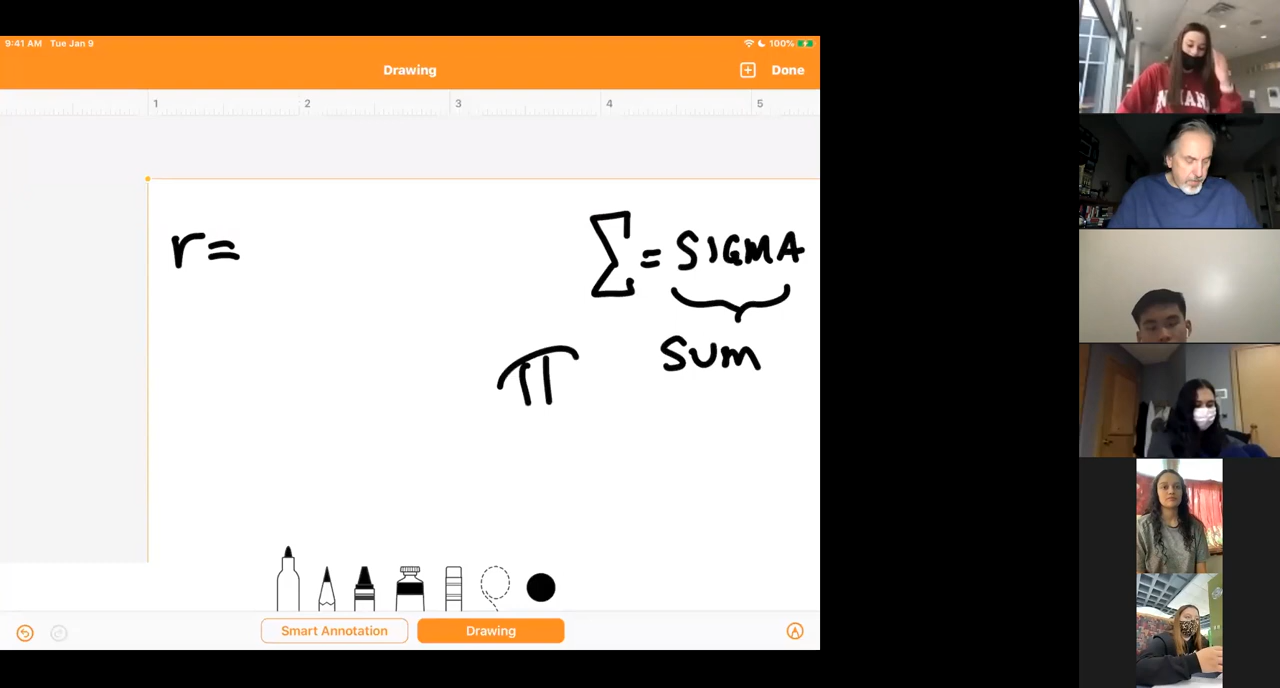 9:41 AM Tue Jan 9
100%
Drawing
Done
1 2 3 4 5
r=
Σ = SIGMA
SUM
π
Smart Annotation
Drawing